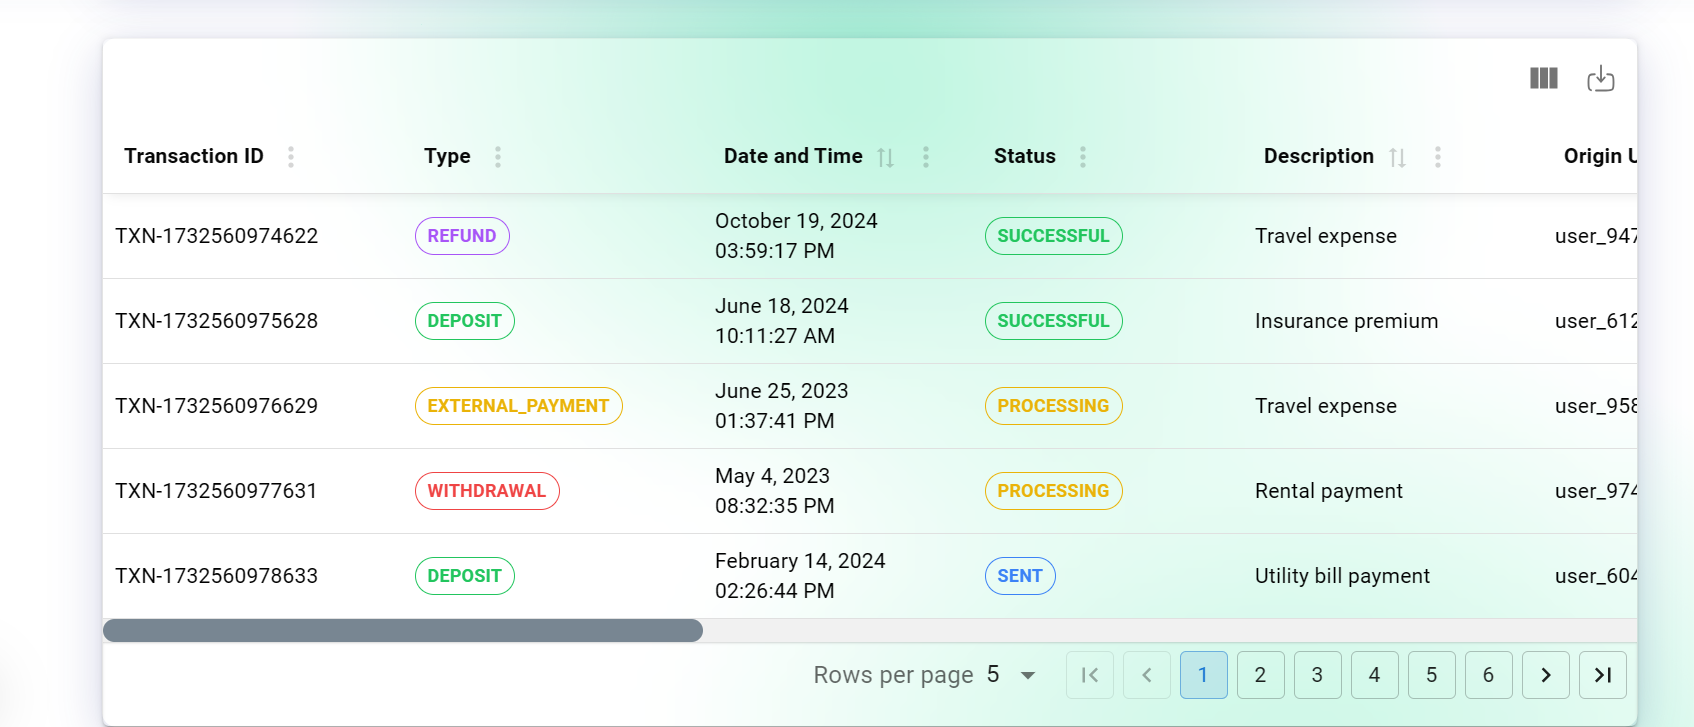 Transaction ID Type Date and Time Status Description Origin U
TXN-1732560974622 REFUND October 19, 2024 03:59:17 PM SUCCESSFUL Travel expense user_947
TXN-1732560975628 DEPOSIT June 18, 2024 10:11:27 AM SUCCESSFUL Insurance premium user_612
TXN-1732560976629 EXTERNAL_PAYMENT June 25, 2023 01:37:41 PM PROCESSING Travel expense user_958
TXN-1732560977631 WITHDRAWAL May 4, 2023 08:32:35 PM PROCESSING Rental payment user_974
TXN-1732560978633 DEPOSIT February 14, 2024 02:26:44 PM SENT Utility bill payment user_604
Rows per page 5 1 2 3 4 5 6